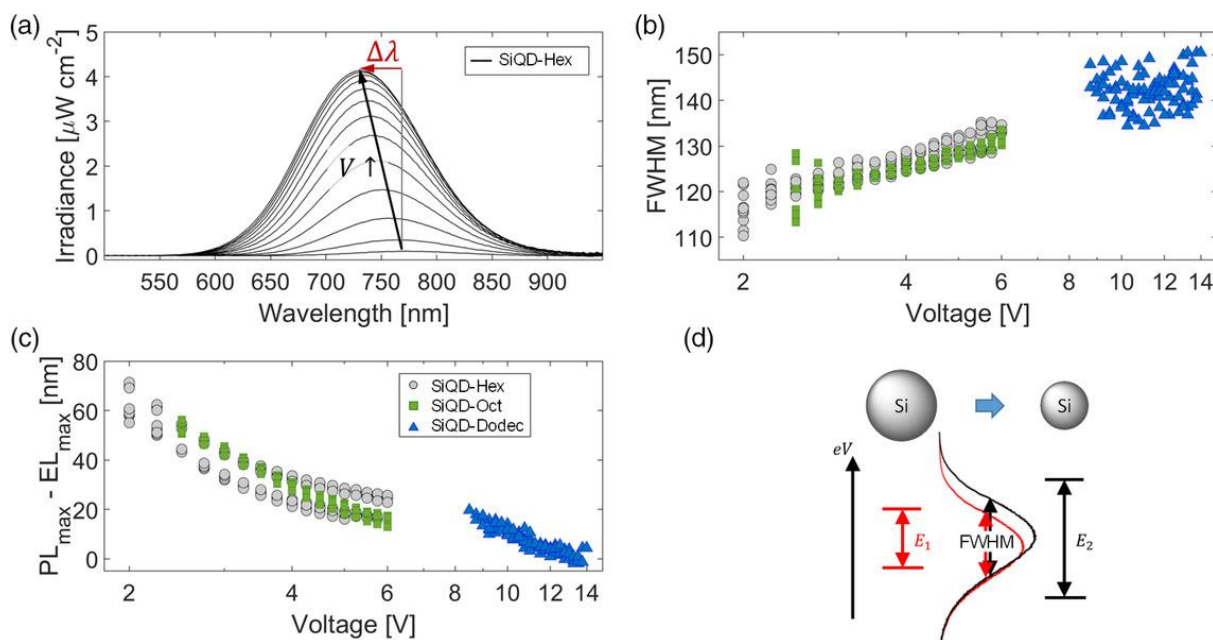 (a)
Irradiance [μW cm⁻²]
5
4
3
2
1
0
SiQD-Hex
Δλ
V ↑
550 600 650 700 750 800 850 900
Wavelength [nm]
(b)
FWHM [nm]
150
140
130
120
110
2 4 6 8 10 12 14
Voltage [V]
(c)
PL_max - EL_max [nm]
80
60
40
20
0
SiQD-Hex
SiQD-Oct
SiQD-Dodec
2 4 6 8 10 12 14
Voltage [V]
(d)
Si
Si
eV
E₁
FWHM
E₂